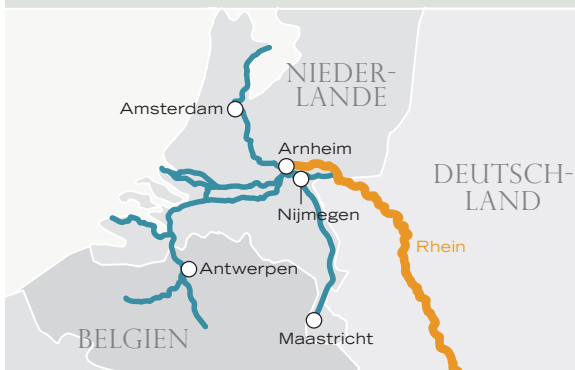 NIEDER-
LANDE
Amsterdam
Arnheim
DEUTSCH-
LAND
Nijmegen
Rhein
Antwerpen
BELGIEN
Maastricht